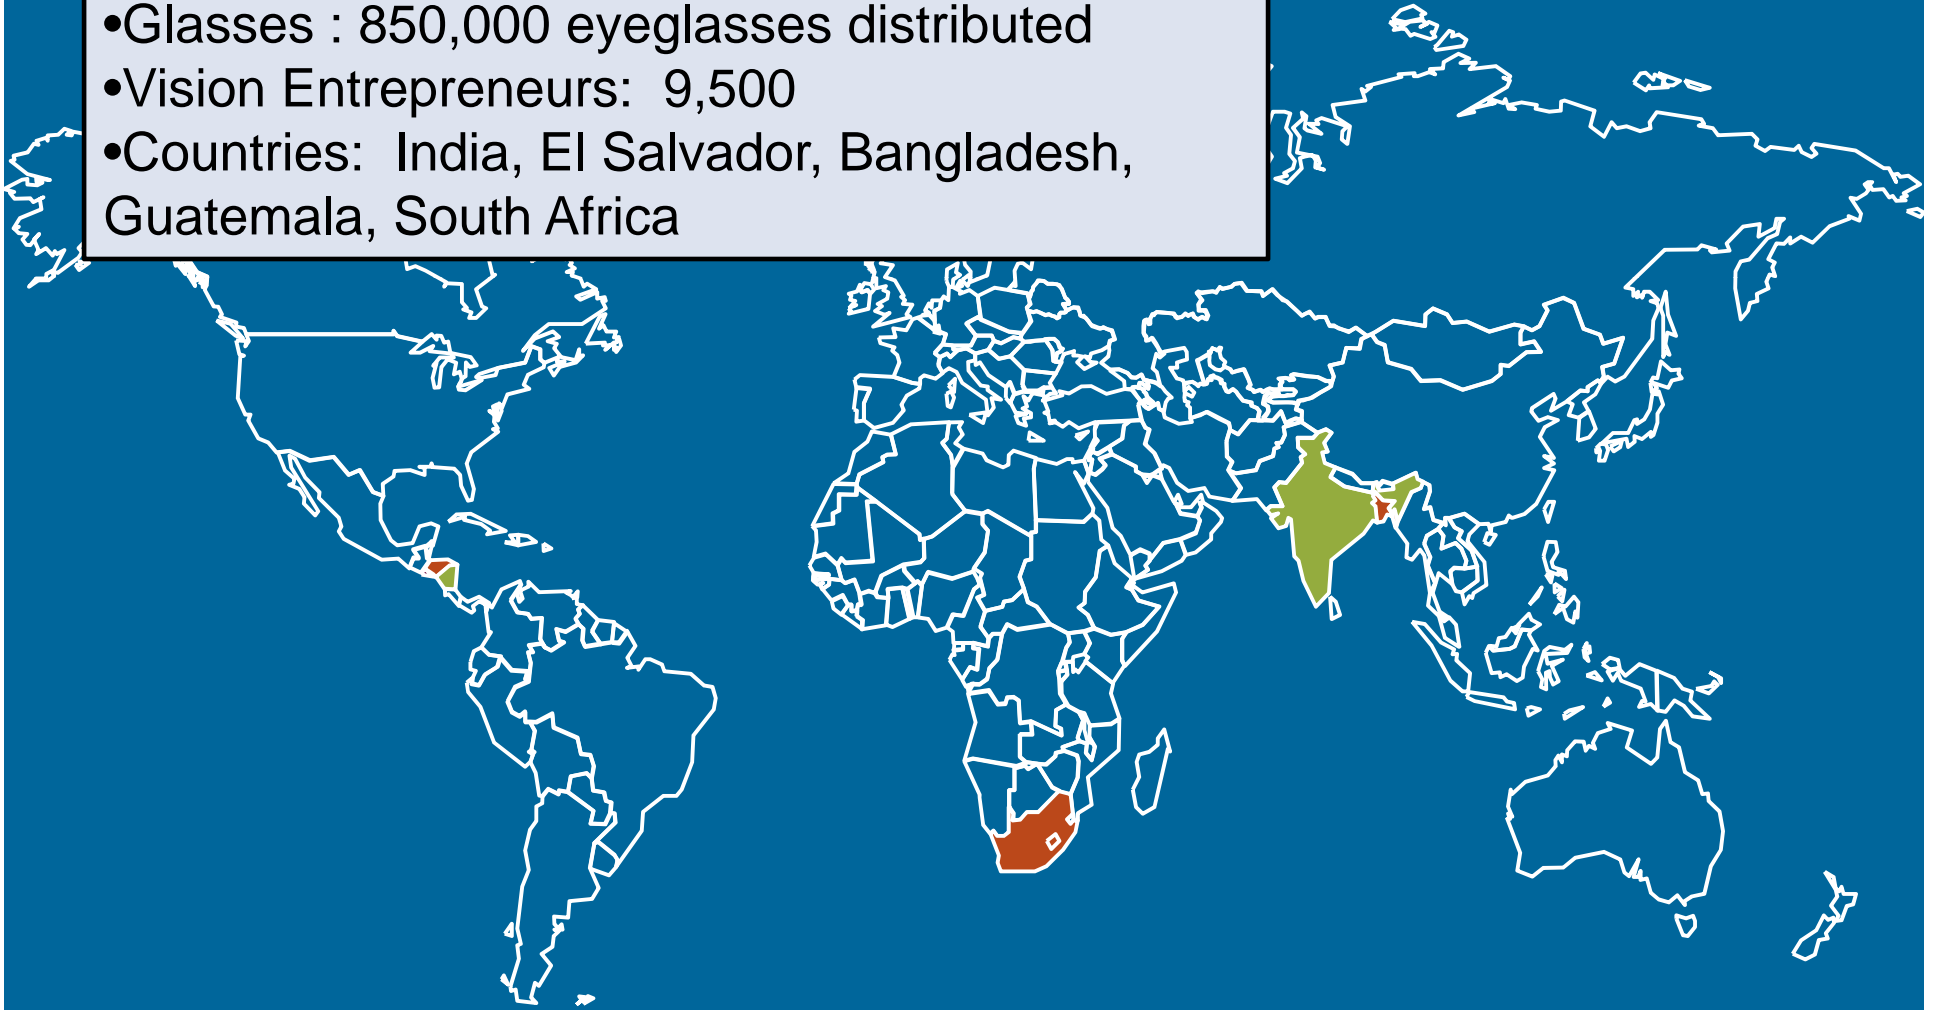 •Glasses : 850,000 eyeglasses distributed
•Vision Entrepreneurs:  9,500
•Countries:  India, El Salvador, Bangladesh,
Guatemala, South Africa